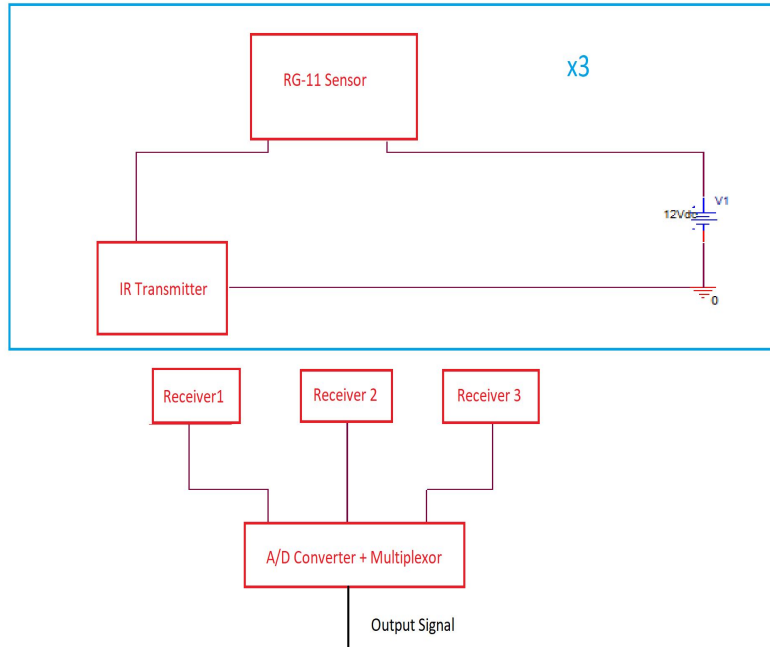 x3
RG-11 Sensor
V1
12Vdc
IR Transmitter
0
Receiver1
Receiver 2
Receiver 3
A/D Converter + Multiplexor
Output Signal